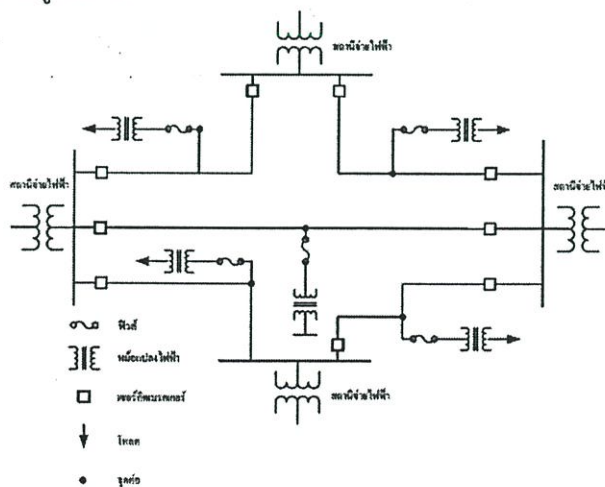 สถานีจ่ายไฟฟ้า
สถานีจ่ายไฟฟ้า
สถานีจ่ายไฟฟ้า
ฟิวส์
หม้อแปลงไฟฟ้า
เซอร์กิตเบรคเกอร์
สถานีจ่ายไฟฟ้า
โหลด
จุดต่อ